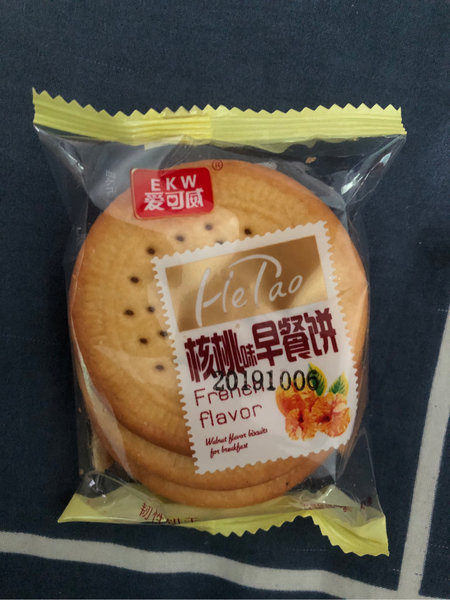 EKW
爱可威
®
HeTao
核桃味早餐饼
20191006
French
flavor
Walnut flavor biscuits
for breakfast